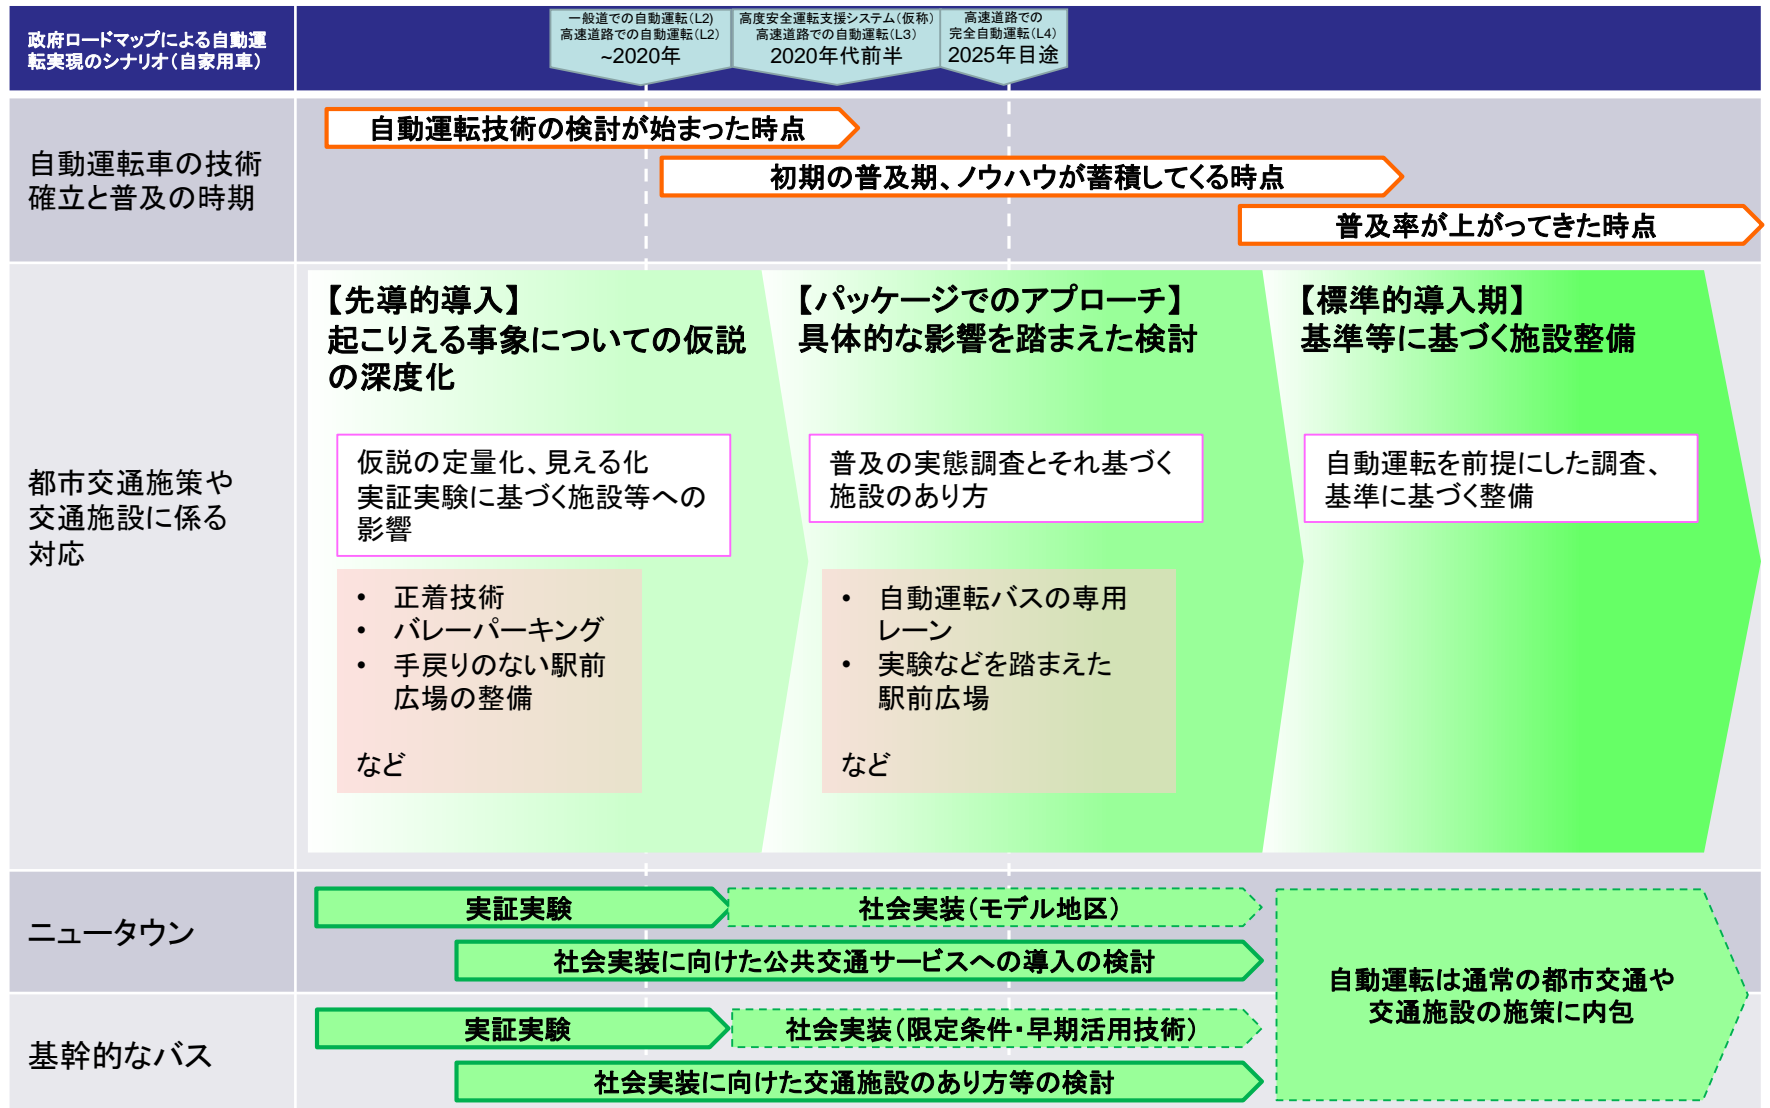 政府ロードマップによる自動運
転実現のシナリオ（自家用車）
一般道での自動運転（L2）
高速道路での自動運転（L2）
~2020年
高度安全運転支援システム（仮称）
高速道路での自動運転（L3）
2020年代前半
高速道路での
完全自動運転（L4）
2025年目途
自動運転車の技術
確立と普及の時期
自動運転技術の検討が始まった時点
初期の普及期、ノウハウが蓄積してくる時点
普及率が上がってきた時点
都市交通施策や
交通施設に係る
対応
【先導的導入】
起こりえる事象についての仮説
の深度化
仮説の定量化、見える化
実証実験に基づく施設等への
影響
• 正着技術
• バレーパーキング
• 手戻りのない駅前
広場の整備
など
【パッケージでのアプローチ】
具体的な影響を踏まえた検討
普及の実態調査とそれ基づく
施設のあり方
• 自動運転バスの専用
レーン
• 実験などを踏まえた
駅前広場
など
【標準的導入期】
基準等に基づく施設整備
自動運転を前提にした調査、
基準に基づく整備
ニュータウン
実証実験
社会実装（モデル地区）
社会実装に向けた公共交通サービスへの導入の検討
基幹的なバス
実証実験
社会実装（限定条件・早期活用技術）
社会実装に向けた交通施設のあり方等の検討
自動運転は通常の都市交通や
交通施設の施策に内包